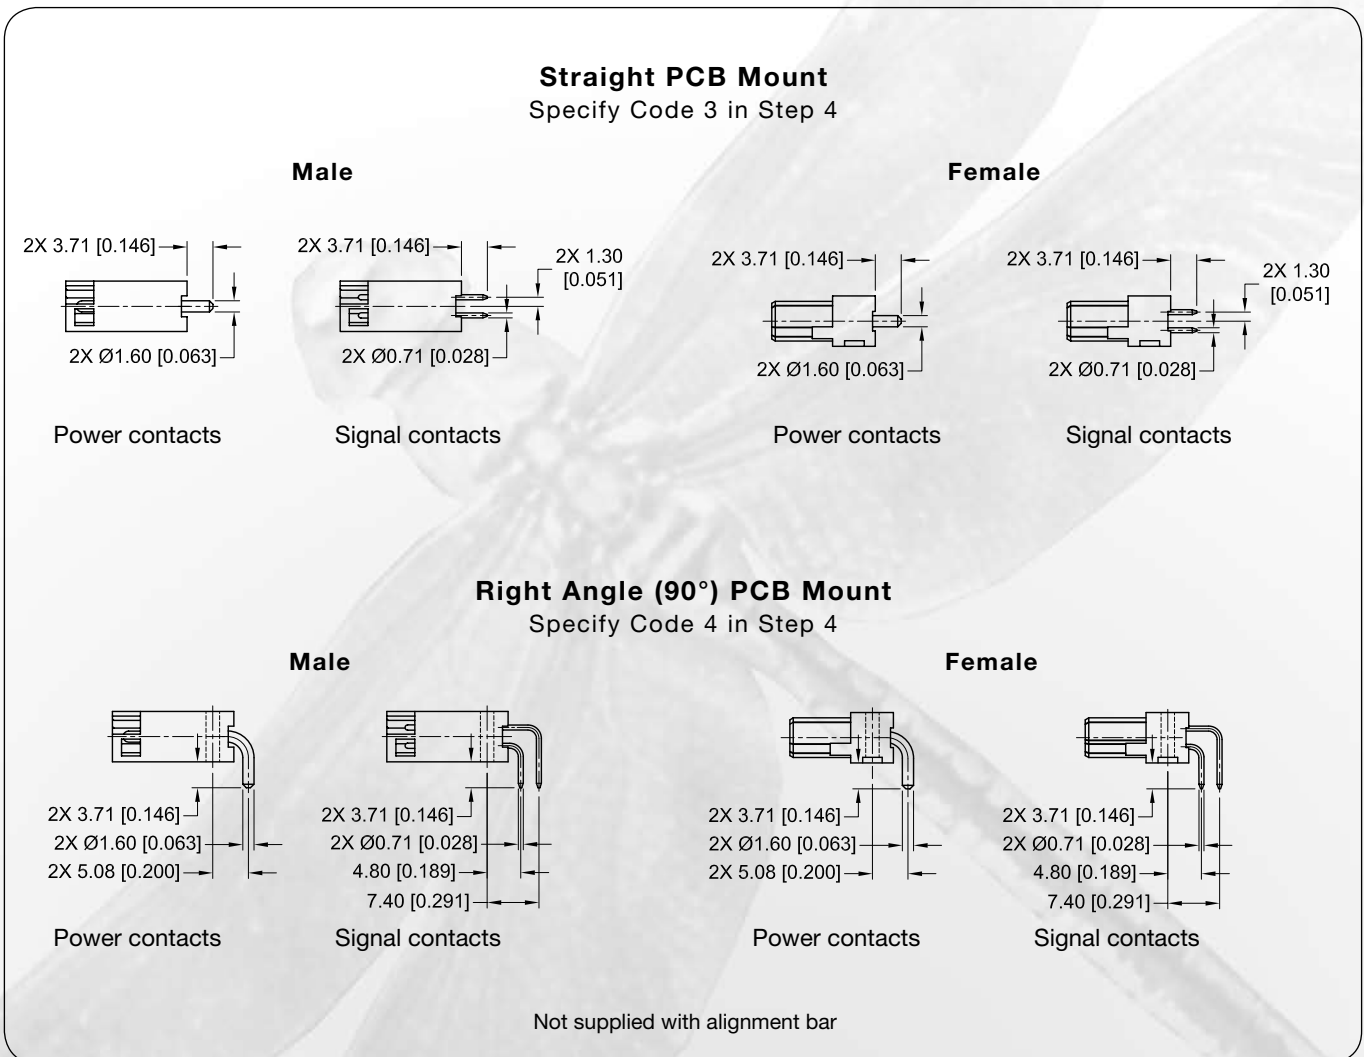 Straight PCB Mount
Specify Code 3 in Step 4
Male
Female
2X 3.71 [0.146]
2X Ø1.60 [0.063]
Power contacts
2X 3.71 [0.146]
2X 1.30
[0.051]
2X Ø0.71 [0.028]
Signal contacts
2X 3.71 [0.146]
2X Ø1.60 [0.063]
Power contacts
2X 3.71 [0.146]
2X 1.30
[0.051]
2X Ø0.71 [0.028]
Signal contacts
Right Angle (90°) PCB Mount
Specify Code 4 in Step 4
Male
Female
2X 3.71 [0.146]
2X Ø1.60 [0.063]
2X 5.08 [0.200]
Power contacts
2X 3.71 [0.146]
2X Ø0.71 [0.028]
4.80 [0.189]
7.40 [0.291]
Signal contacts
2X 3.71 [0.146]
2X Ø1.60 [0.063]
2X 5.08 [0.200]
Power contacts
2X 3.71 [0.146]
2X Ø0.71 [0.028]
4.80 [0.189]
7.40 [0.291]
Signal contacts
Not supplied with alignment bar